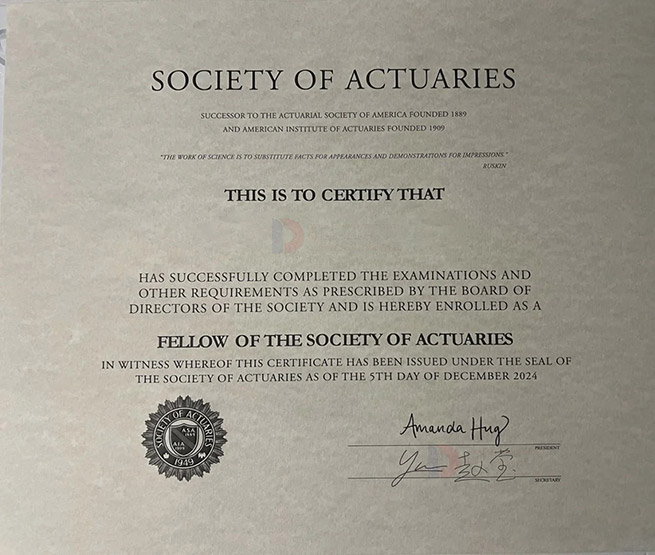 SOCIETY OF ACTUARIES
SUCCESSOR TO THE ACTUARIAL SOCIETY OF AMERICA FOUNDED 1889
AND AMERICAN INSTITUTE OF ACTUARIES FOUNDED 1909
"THE WORK OF SCIENCE IS TO SUBSTITUTE FACTS FOR APPEARANCES AND DEMONSTRATIONS FOR IMPRESSIONS."
RUSKIN
THIS IS TO CERTIFY THAT
D
HAS SUCCESSFULLY COMPLETED THE EXAMINATIONS AND
OTHER REQUIREMENTS AS PRESCRIBED BY THE BOARD OF
DIRECTORS OF THE SOCIETY AND IS HEREBY ENROLLED AS A
FELLOW OF THE SOCIETY OF ACTUARIES
IN WITNESS WHEREOF THIS CERTIFICATE HAS BEEN ISSUED UNDER THE SEAL OF
THE SOCIETY OF ACTUARIES AS OF THE 5TH DAY OF DECEMBER 2024
SOCIETY OF ACTUARIES
ASA
1889
AIA
1909
1949
Amanda Hug
PRESIDENT
SECRETARY